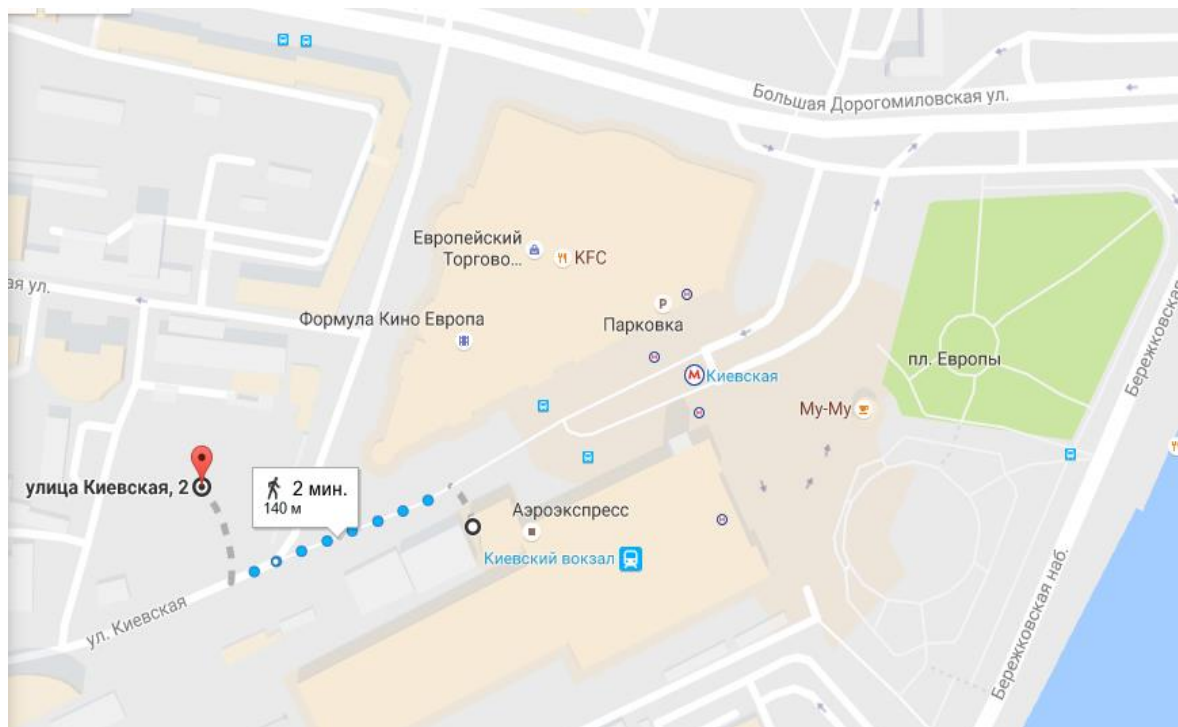 Большая Дорогомиловская ул.
Европейский
Торгово...
KFC
ая ул.
Формула Кино Европа
P
Парковка
М
Киевская
пл. Европы
Бережковская
Му-Му
улица Киевская, 2
2 мин.
140 м
Аэроэкспресс
Киевский вокзал
ул. Киевская
Бережковская наб.